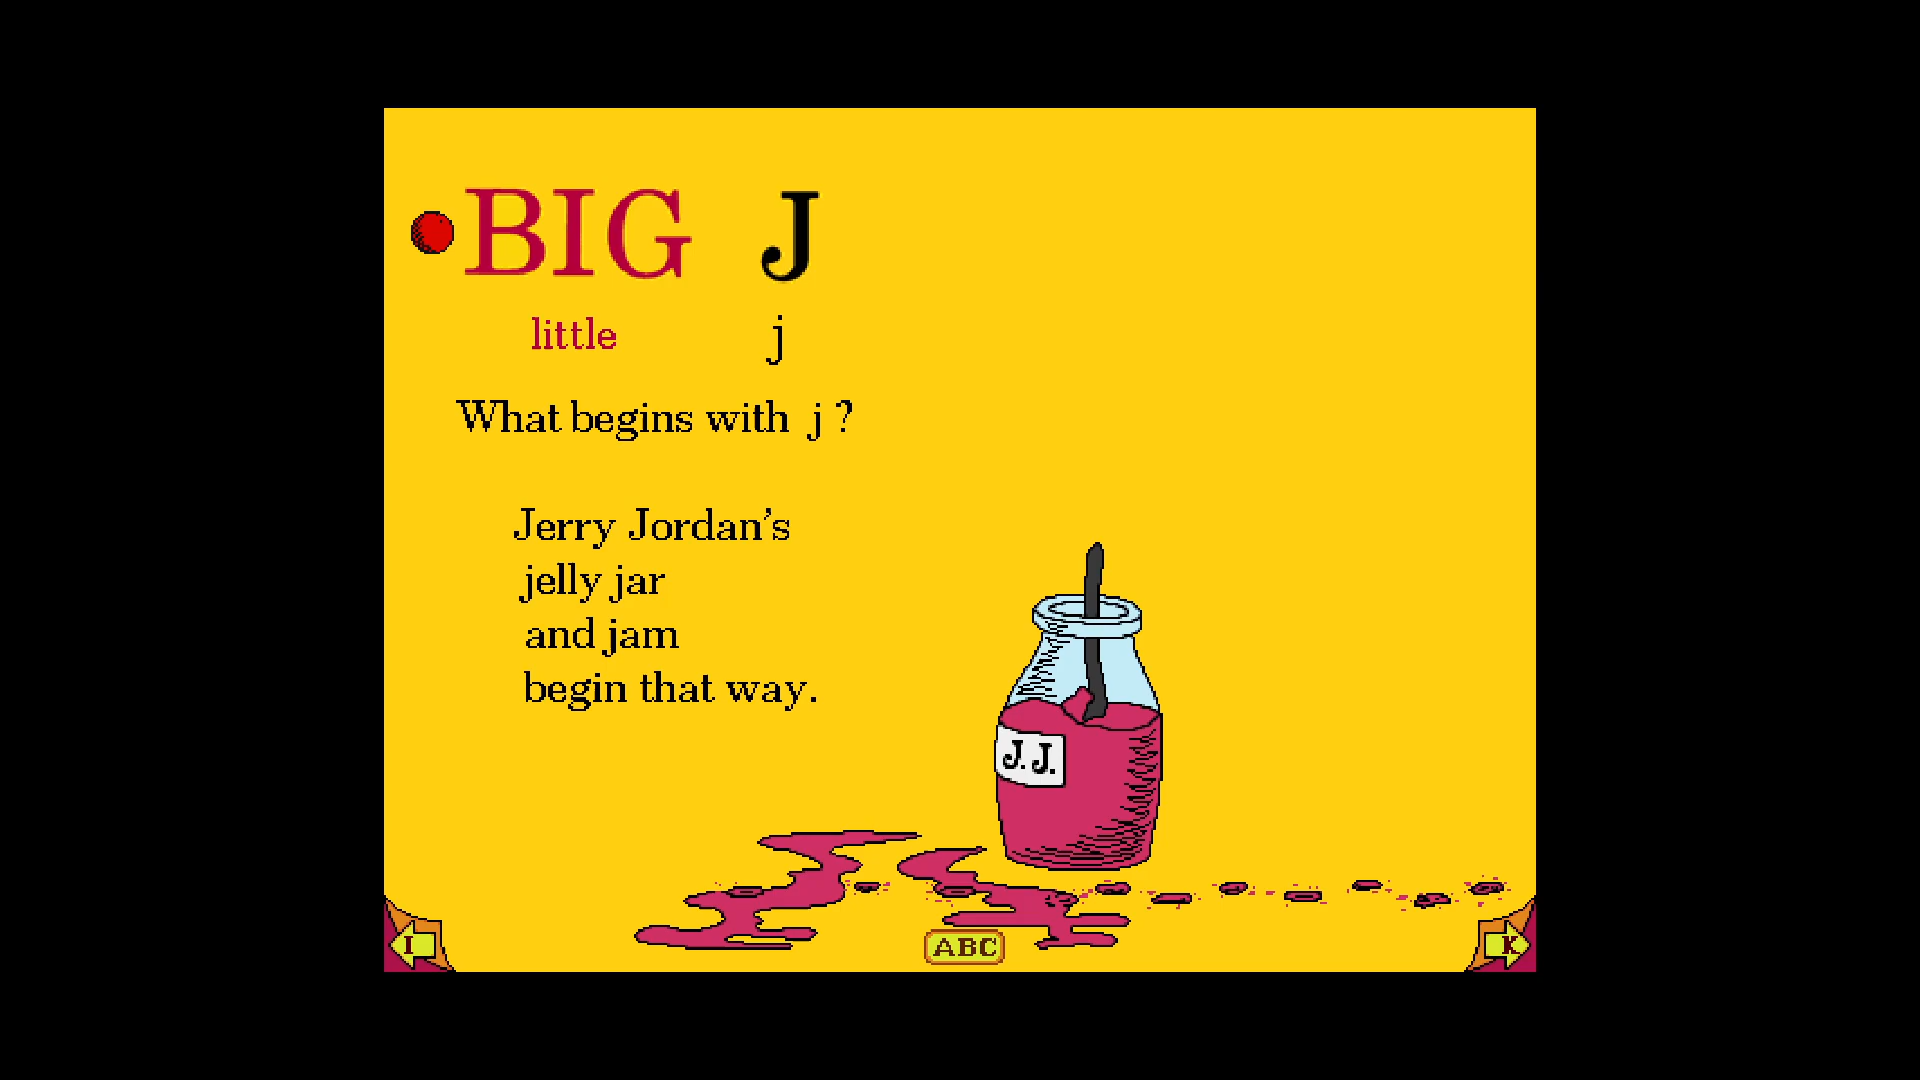 BIG J
little j
What begins with j ?
Jerry Jordan's
jelly jar
and jam
begin that way.
J.J.
I
ABC
K